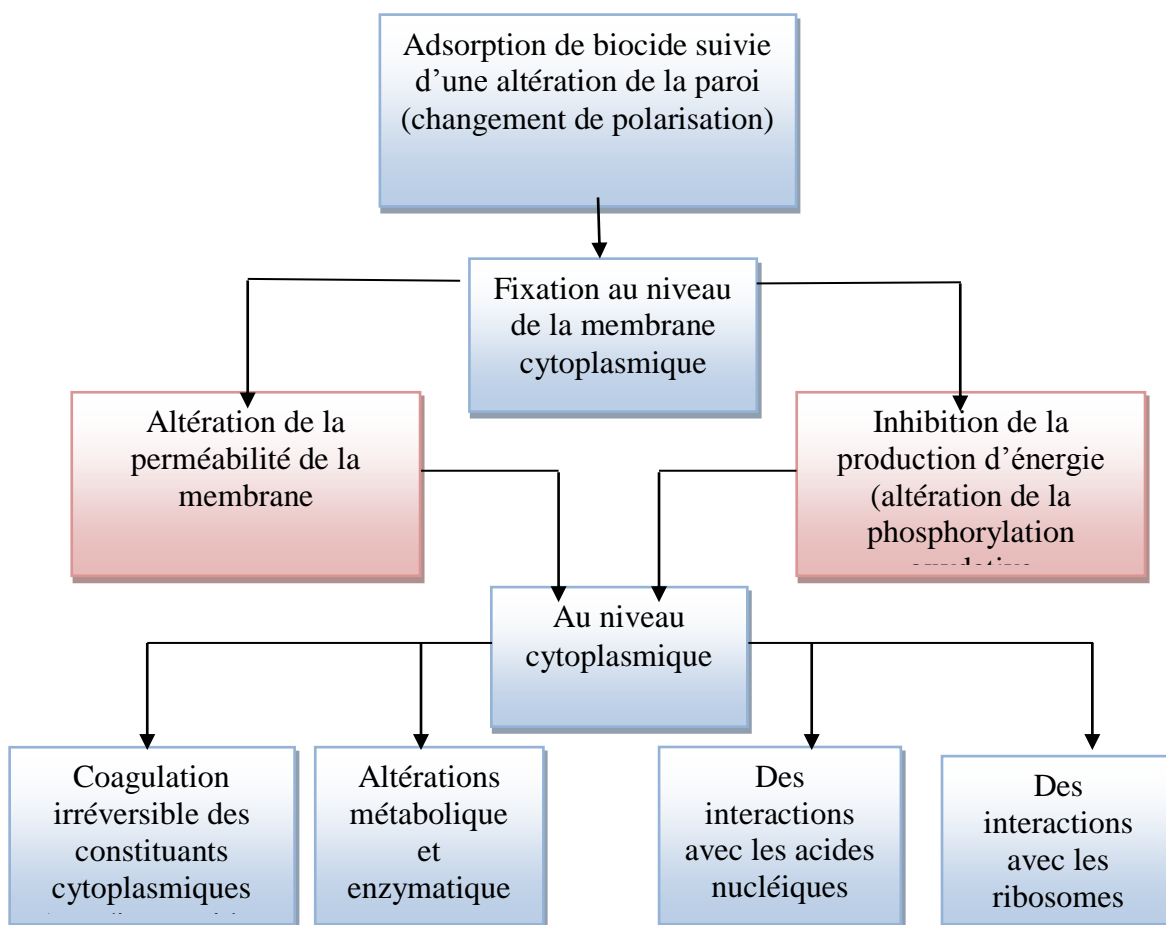 Adsorption de biocide suivie
d’une altération de la paroi
(changement de polarisation)
Fixation au niveau
de la membrane
cytoplasmique
Altération de la
perméabilité de la
membrane
Inhibition de la
production d’énergie
(altération de la
phosphorylation
Au niveau
cytoplasmique
Coagulation
irréversible des
constituants
cytoplasmiques
Altérations
métabolique
et
enzymatique
Des
interactions
avec les acides
nucléiques
Des
interactions
avec les
ribosomes